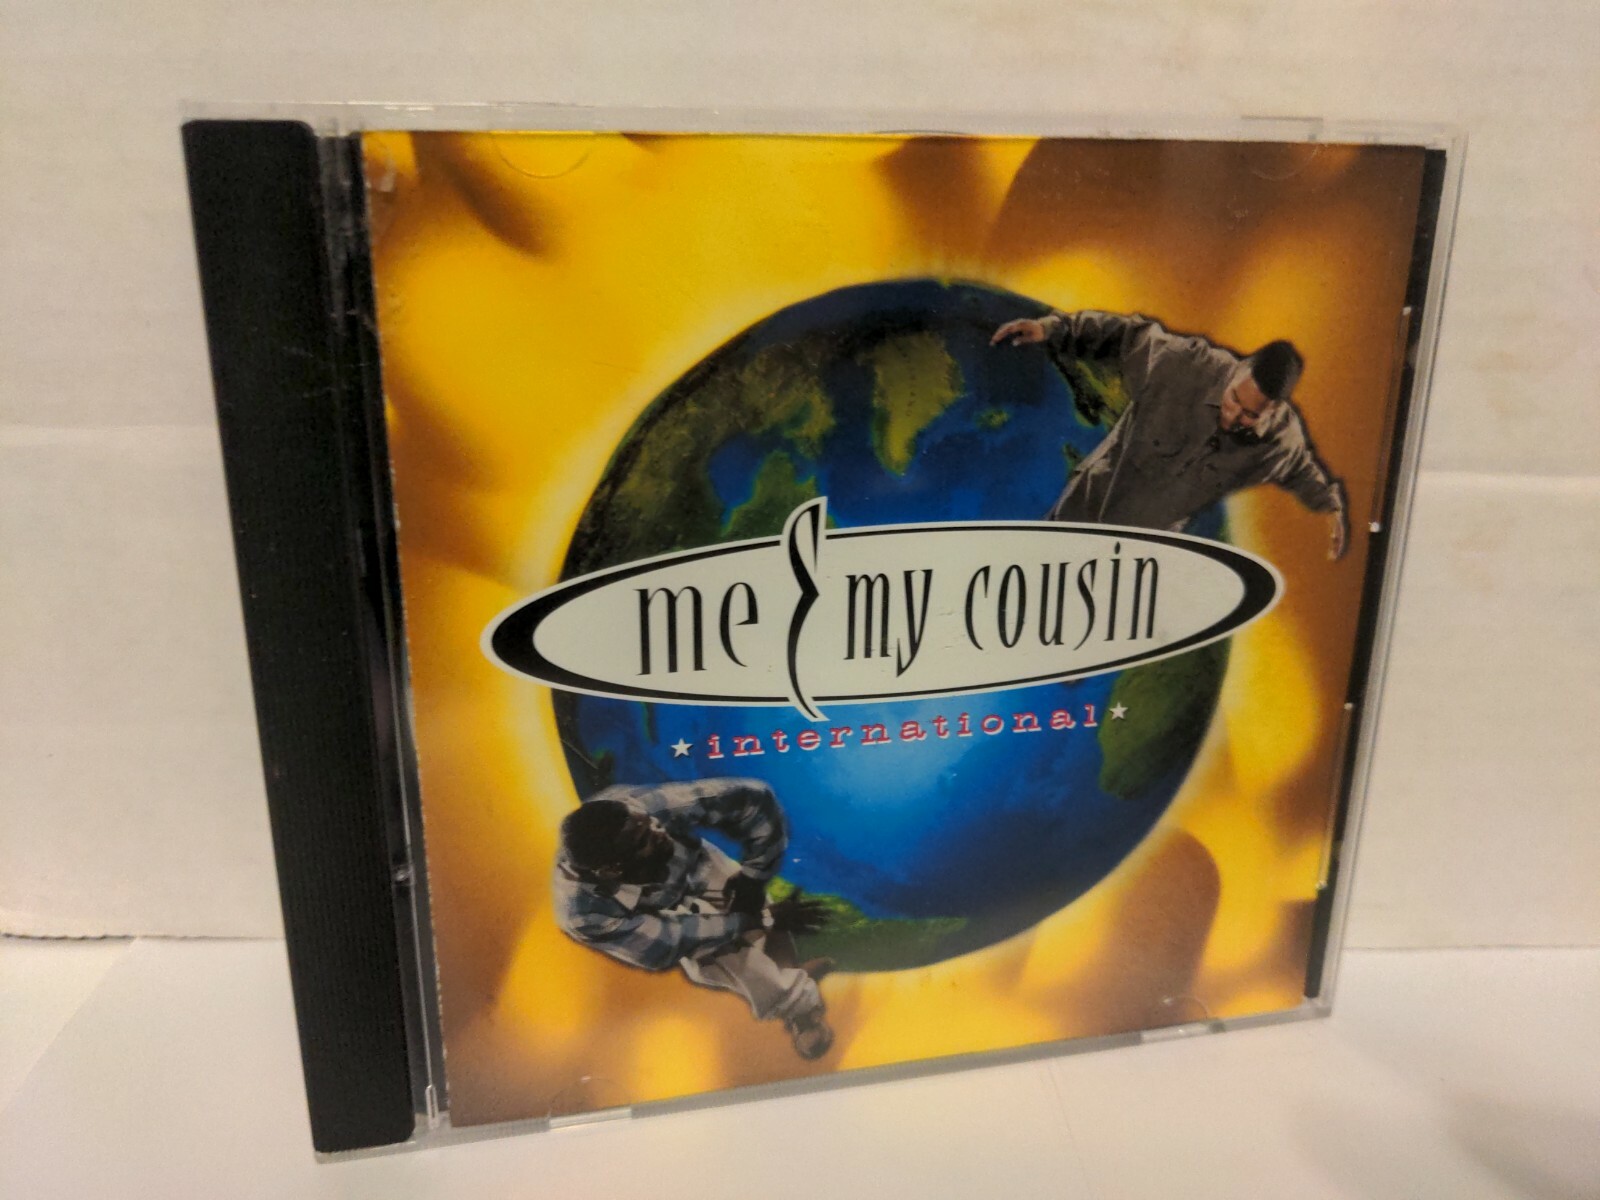 me & my cousin
★international★